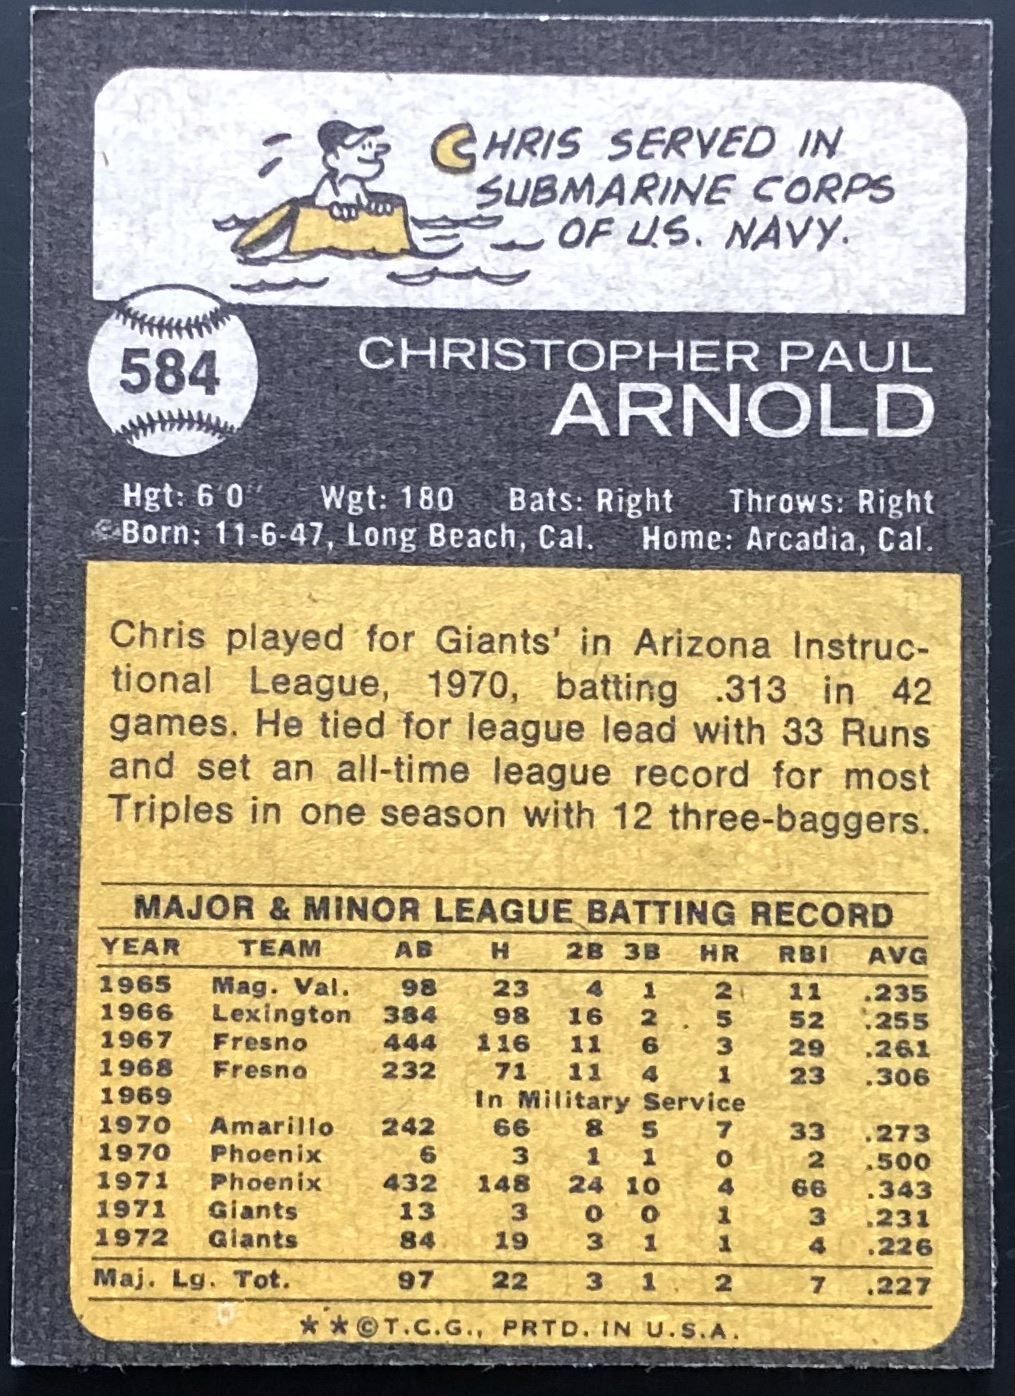 CHRIS SERVED IN
SUBMARINE CORPS
OF U.S. NAVY.
584
CHRISTOPHER PAUL
ARNOLD
Hgt: 6'0" Wgt: 180 Bats: Right Throws: Right
Born: 11-6-47, Long Beach, Cal. Home: Arcadia, Cal.
Chris played for Giants' in Arizona Instruc-
tional League, 1970, batting .313 in 42
games. He tied for league lead with 33 Runs
and set an all-time league record for most
Triples in one season with 12 three-baggers.
MAJOR & MINOR LEAGUE BATTING RECORD
YEAR TEAM AB H 2B 3B HR RBI AVG
1965 Mag. Val. 98 23 4 1 2 11 .235
1966 Lexington 384 98 16 2 5 52 .255
1967 Fresno 444 116 11 6 3 29 .261
1968 Fresno 232 71 11 4 1 23 .306
1969 In Military Service
1970 Amarillo 242 66 8 5 7 33 .273
1970 Phoenix 6 3 1 1 0 2 .500
1971 Phoenix 432 148 24 10 4 66 .343
1971 Giants 13 3 0 0 1 3 .231
1972 Giants 84 19 3 1 1 4 .226
Maj. Lg. Tot. 97 22 3 1 2 7 .227
★★©T.C.G., PRTD. IN U.S.A.